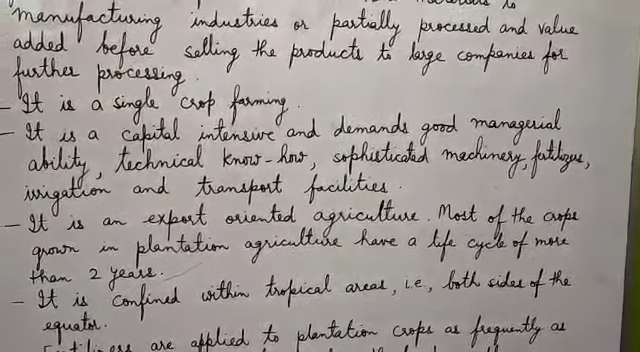 to
manufacturing industries or partially processed and value
added before selling the products to large companies for
further processing.
- It is a single crop farming.
- It is a capital intensive and demands good managerial
ability, technical know-how, sophisticated machinery, fertilizers,
irrigation and transport facilities.
- It is an export oriented agriculture. Most of the crops
grown in plantation agriculture have a life cycle of more
than 2 years.
- It is confined within tropical areas, i.e., both sides of the
equator.
are applied to plantation crops as frequently as